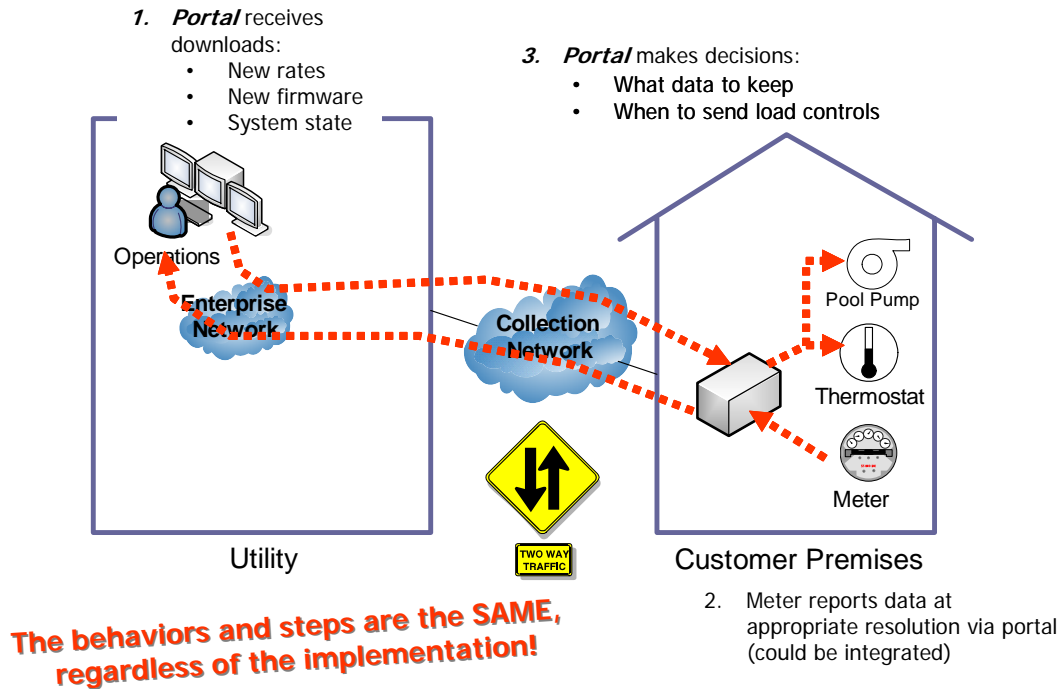 1. Portal receives
downloads:
• New rates
• New firmware
• System state
3. Portal makes decisions:
• What data to keep
• When to send load controls
Operations
Enterprise
Network
Collection
Network
Pool Pump
Thermostat
Meter
TWO WAY
TRAFFIC
Utility
Customer Premises
2. Meter reports data at
appropriate resolution via portal
(could be integrated)
The behaviors and steps are the SAME,
regardless of the implementation!